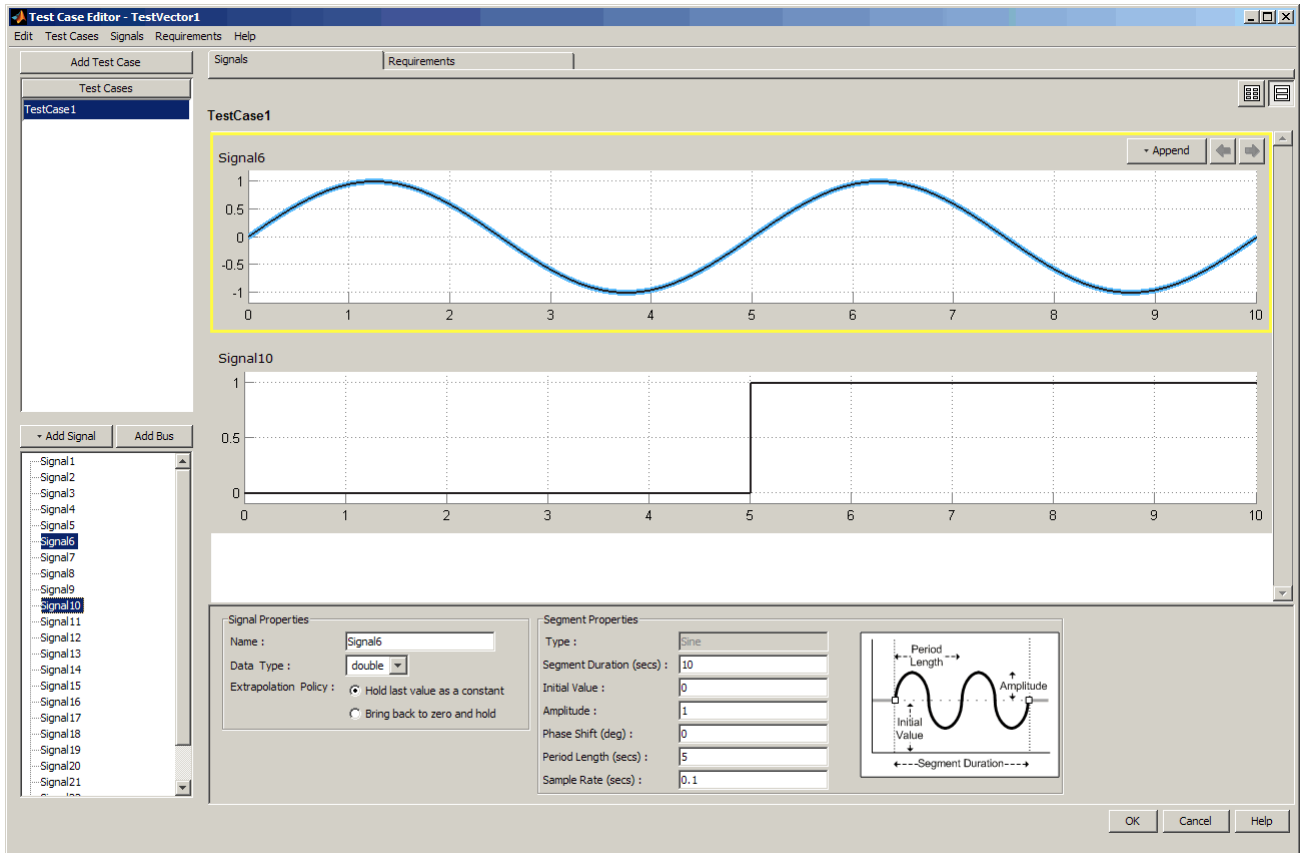 Test Case Editor - TestVector1
Edit Test Cases Signals Requirements Help
Add Test Case
Test Cases
TestCase1
Signals
Requirements
TestCase1
Signal6
Append
1
0.5
0
-0.5
-1
0 1 2 3 4 5 6 7 8 9 10
Signal10
1
0.5
0
0 1 2 3 4 5 6 7 8 9 10
Add Signal
Add Bus
Signal1
Signal2
Signal3
Signal4
Signal5
Signal6
Signal7
Signal8
Signal9
Signal10
Signal11
Signal12
Signal13
Signal14
Signal15
Signal16
Signal17
Signal18
Signal19
Signal20
Signal21
Signal Properties
Name : Signal6
Data Type : double
Extrapolation Policy : Hold last value as a constant
Bring back to zero and hold
Segment Properties
Type : Sine
Segment Duration (secs) : 10
Initial Value : 0
Amplitude : 1
Phase Shift (deg) : 0
Period Length (secs) : 5
Sample Rate (secs) : 0.1
Period
Length
Amplitude
Initial
Value
Segment Duration
OK Cancel Help